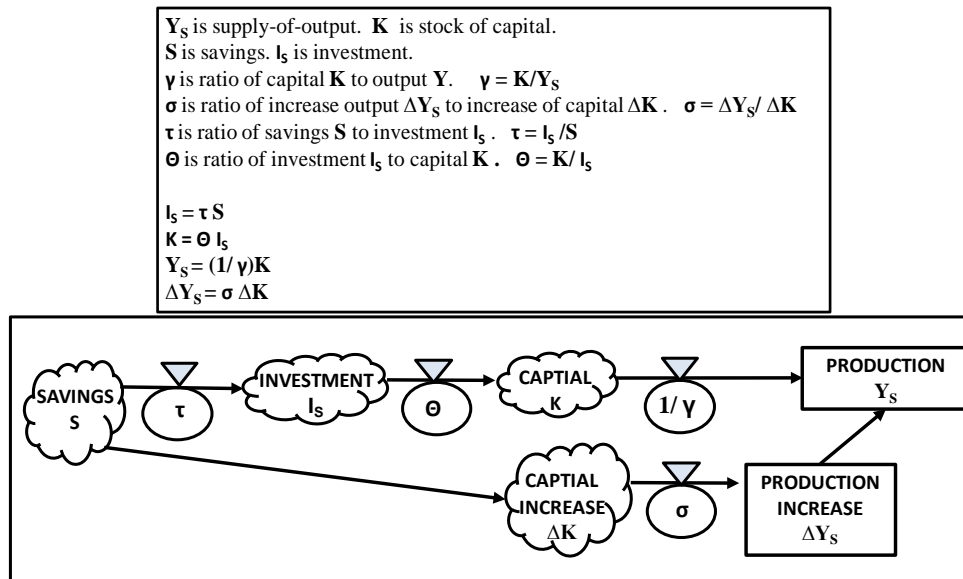 Y_S is supply-of-output. K is stock of capital.
S is savings. I_S is investment.
γ is ratio of capital K to output Y. γ = K/Y_S
σ is ratio of increase output ΔY_S to increase of capital ΔK . σ = ΔY_S/ ΔK
τ is ratio of savings S to investment I_S . τ = I_S /S
Θ is ratio of investment I_S to capital K . Θ = K/ I_S
I_S = τ S
K = Θ I_S
Y_S = (1/ γ)K
ΔY_S = σ ΔK
SAVINGS
S
τ
INVESTMENT
I_S
Θ
CAPTIAL
K
1/ γ
PRODUCTION
Y_S
CAPTIAL
INCREASE
ΔK
σ
PRODUCTION
INCREASE
ΔY_S